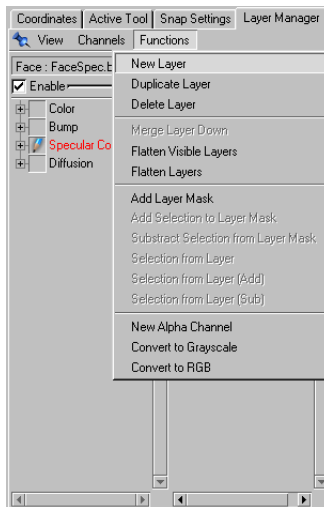 Coordinates Active Tool Snap Settings Layer Manager
View Channels Functions
Face : FaceSpec.b
Enable
Color
Bump
Specular Co
Diffusion
New Layer
Duplicate Layer
Delete Layer
Merge Layer Down
Flatten Visible Layers
Flatten Layers
Add Layer Mask
Add Selection to Layer Mask
Substract Selection from Layer Mask
Selection from Layer
Selection from Layer (Add)
Selection from Layer (Sub)
New Alpha Channel
Convert to Grayscale
Convert to RGB